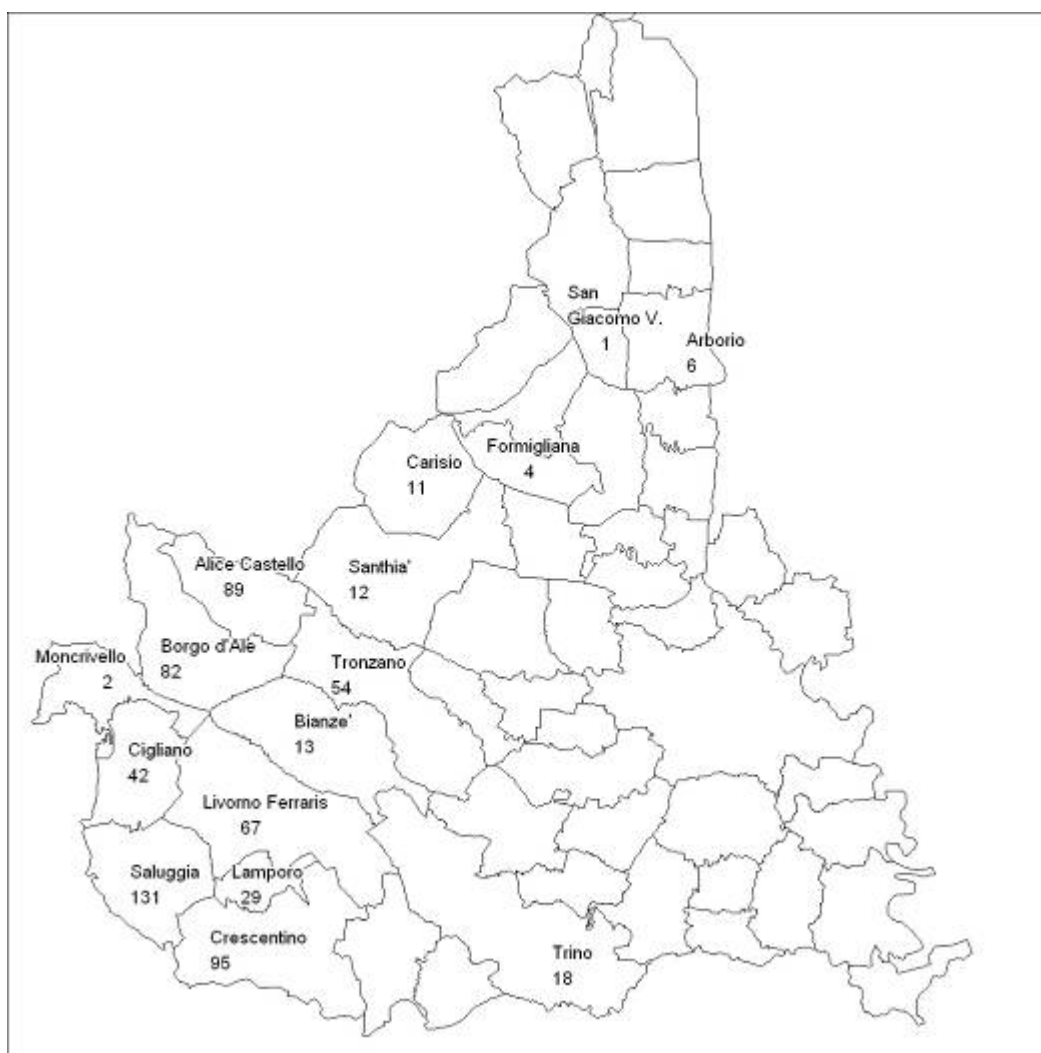 San
Giacomo V.
1
Arborio
6
Formigliana
4
Carisio
11
Alice Castello
89
Santhia'
12
Borgo d'Ale
82
Moncrivello
2
Tronzano
54
Bianze'
13
Cigliano
42
Livorno Ferraris
67
Saluggia
131
Lamporo
29
Crescentino
95
Trino
18